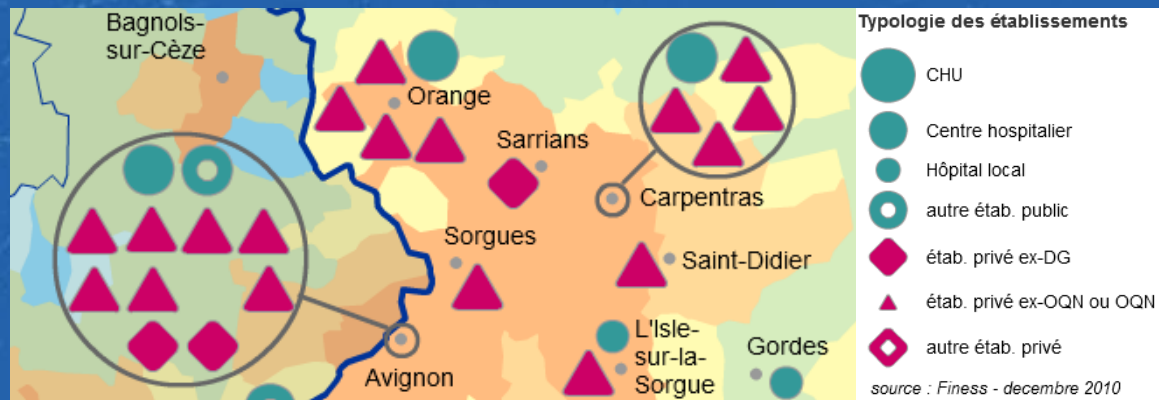 Bagnols-
sur-Cèze
Orange
Sarrians
Carpentras
Sorgues
Saint-Didier
L'Isle-
sur-la-
Sorgue
Gordes
Avignon
Typologie des établissements
CHU
Centre hospitalier
Hôpital local
autre étab. public
étab. privé ex-DG
étab. privé ex-OQN ou OQN
autre étab. privé
source : Finess - decembre 2010